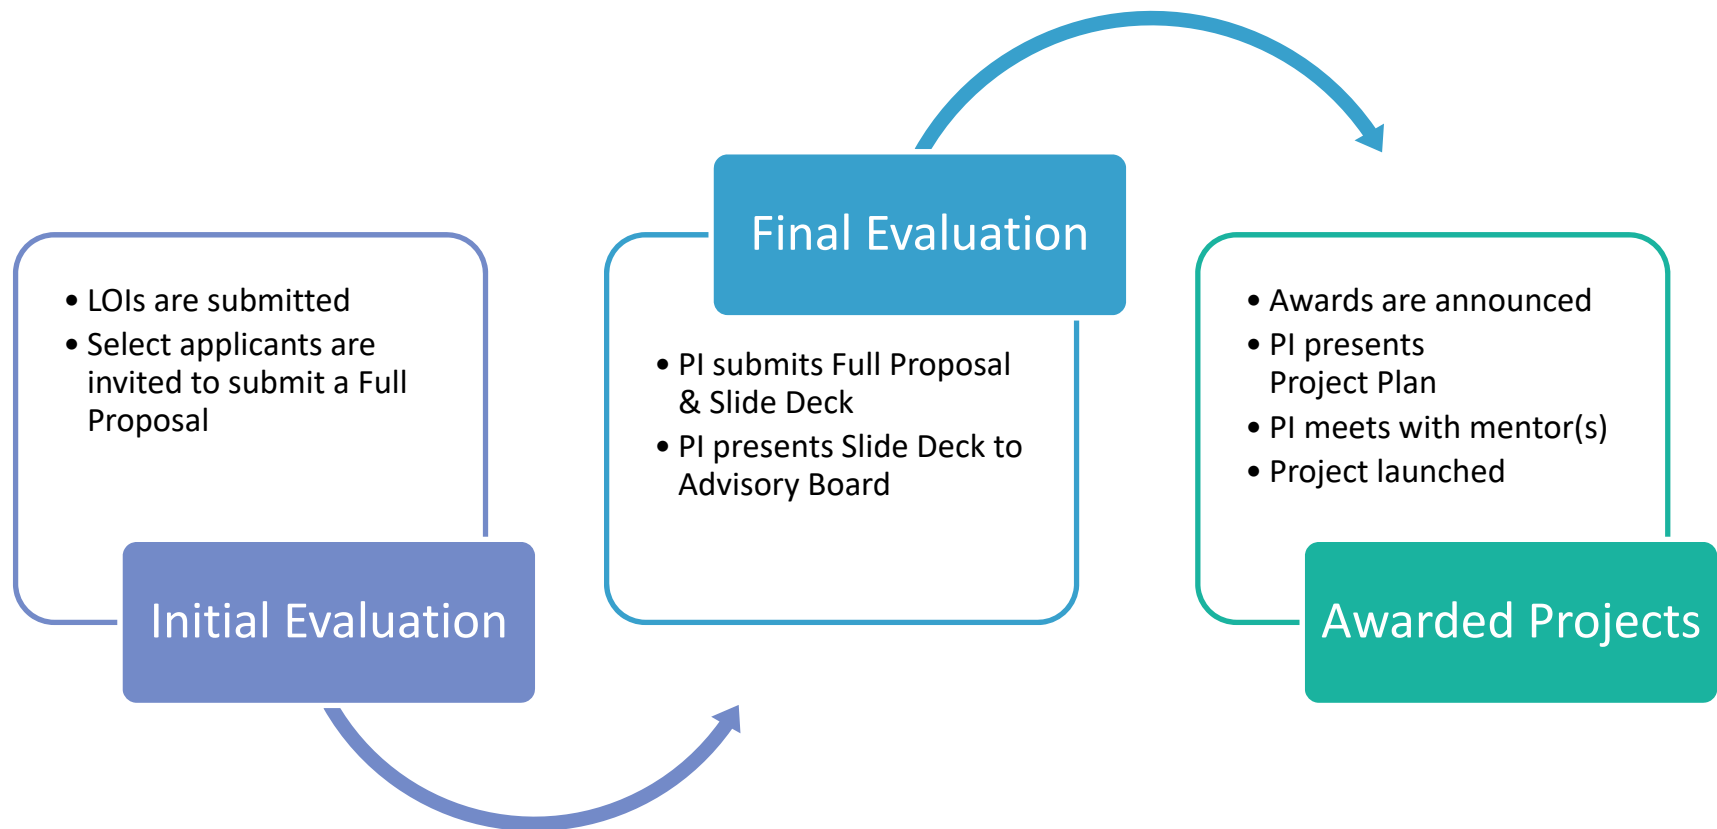 • LOIs are submitted
• Select applicants are
invited to submit a Full
Proposal
Initial Evaluation
Final Evaluation
• PI submits Full Proposal
& Slide Deck
• PI presents Slide Deck to
Advisory Board
• Awards are announced
• PI presents
Project Plan
• PI meets with mentor(s)
• Project launched
Awarded Projects